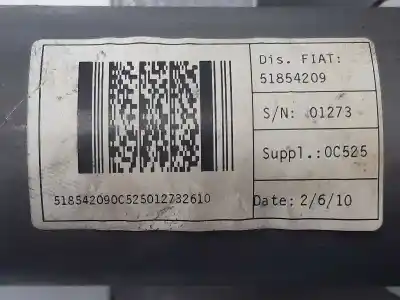 Dis. FIAT:
51854209
S/N: 01273
Suppl.:0C525
518542090C525012732610
Date: 2/6/10